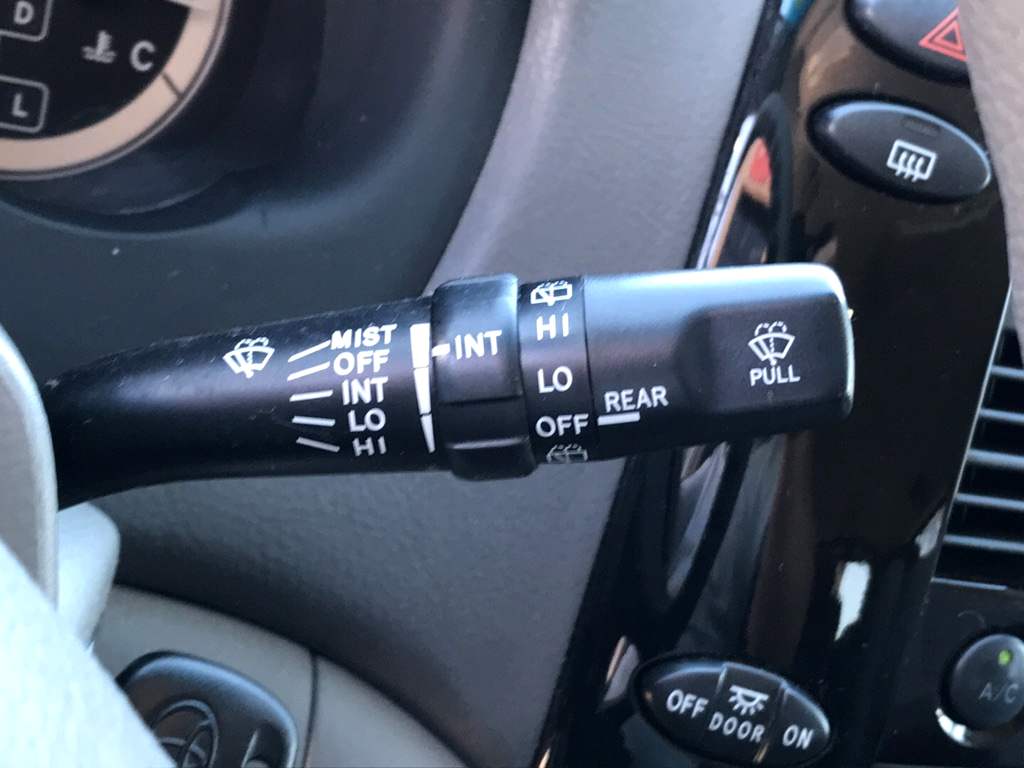 D
C
L
MIST
OFF
INT
LO
HI
INT
HI
LO
OFF
REAR
PULL
OFF
DOOR
ON
A/C